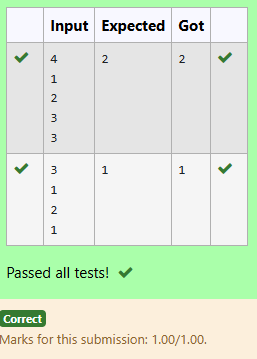 Input Expected Got
4 2 2
1
2
3
3
3 1 1
1
2
1
Passed all tests!
Correct
Marks for this submission: 1.00/1.00.